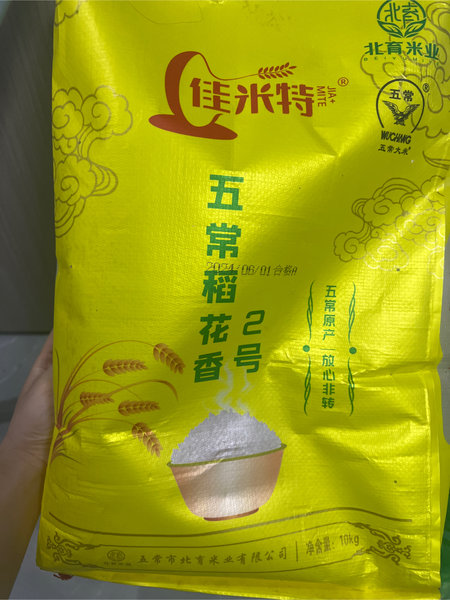 北育
北育米业
BEIYUMIYE
佳米特®
JIA+
MITE
五常
®
WUCHANG
五常大米
五常稻花香
2号
2024/06/01合格
五常原产
放心非转
五常市北育米业有限公司
净含量:10kg